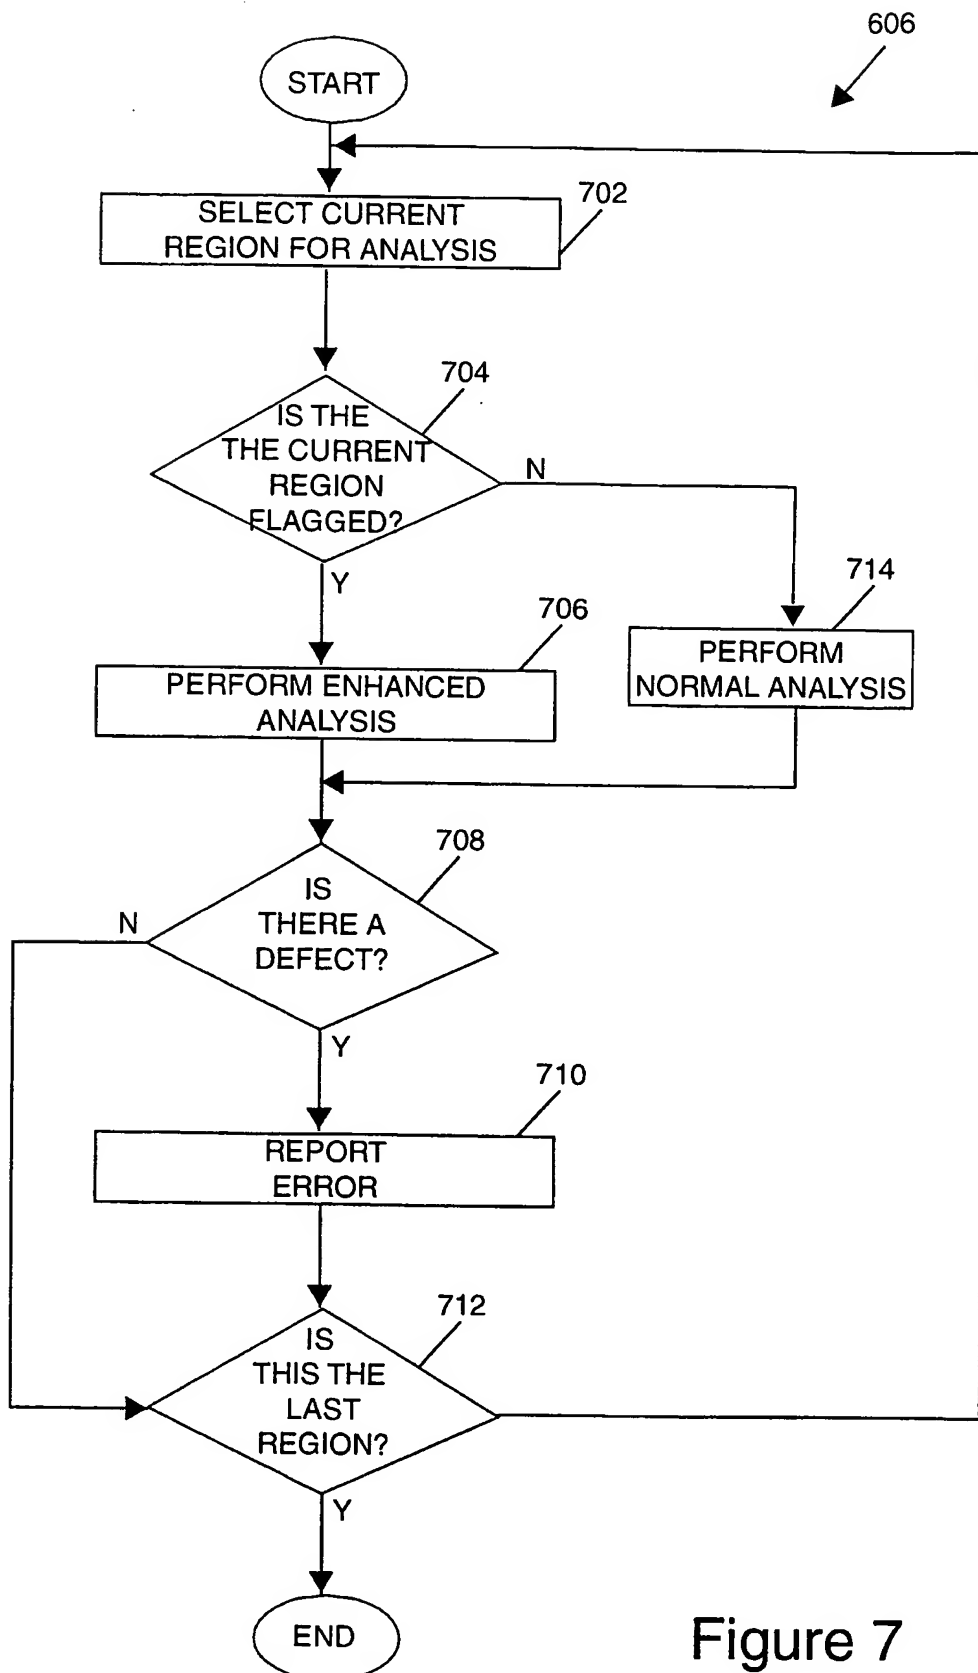 606
START
702
SELECT CURRENT
REGION FOR ANALYSIS
704
IS THE
THE CURRENT
REGION
FLAGGED?
N
Y
714
PERFORM
NORMAL ANALYSIS
706
PERFORM ENHANCED
ANALYSIS
708
IS
THERE A
DEFECT?
N
Y
710
REPORT
ERROR
712
IS
THIS THE
LAST
REGION?
Y
END
Figure 7